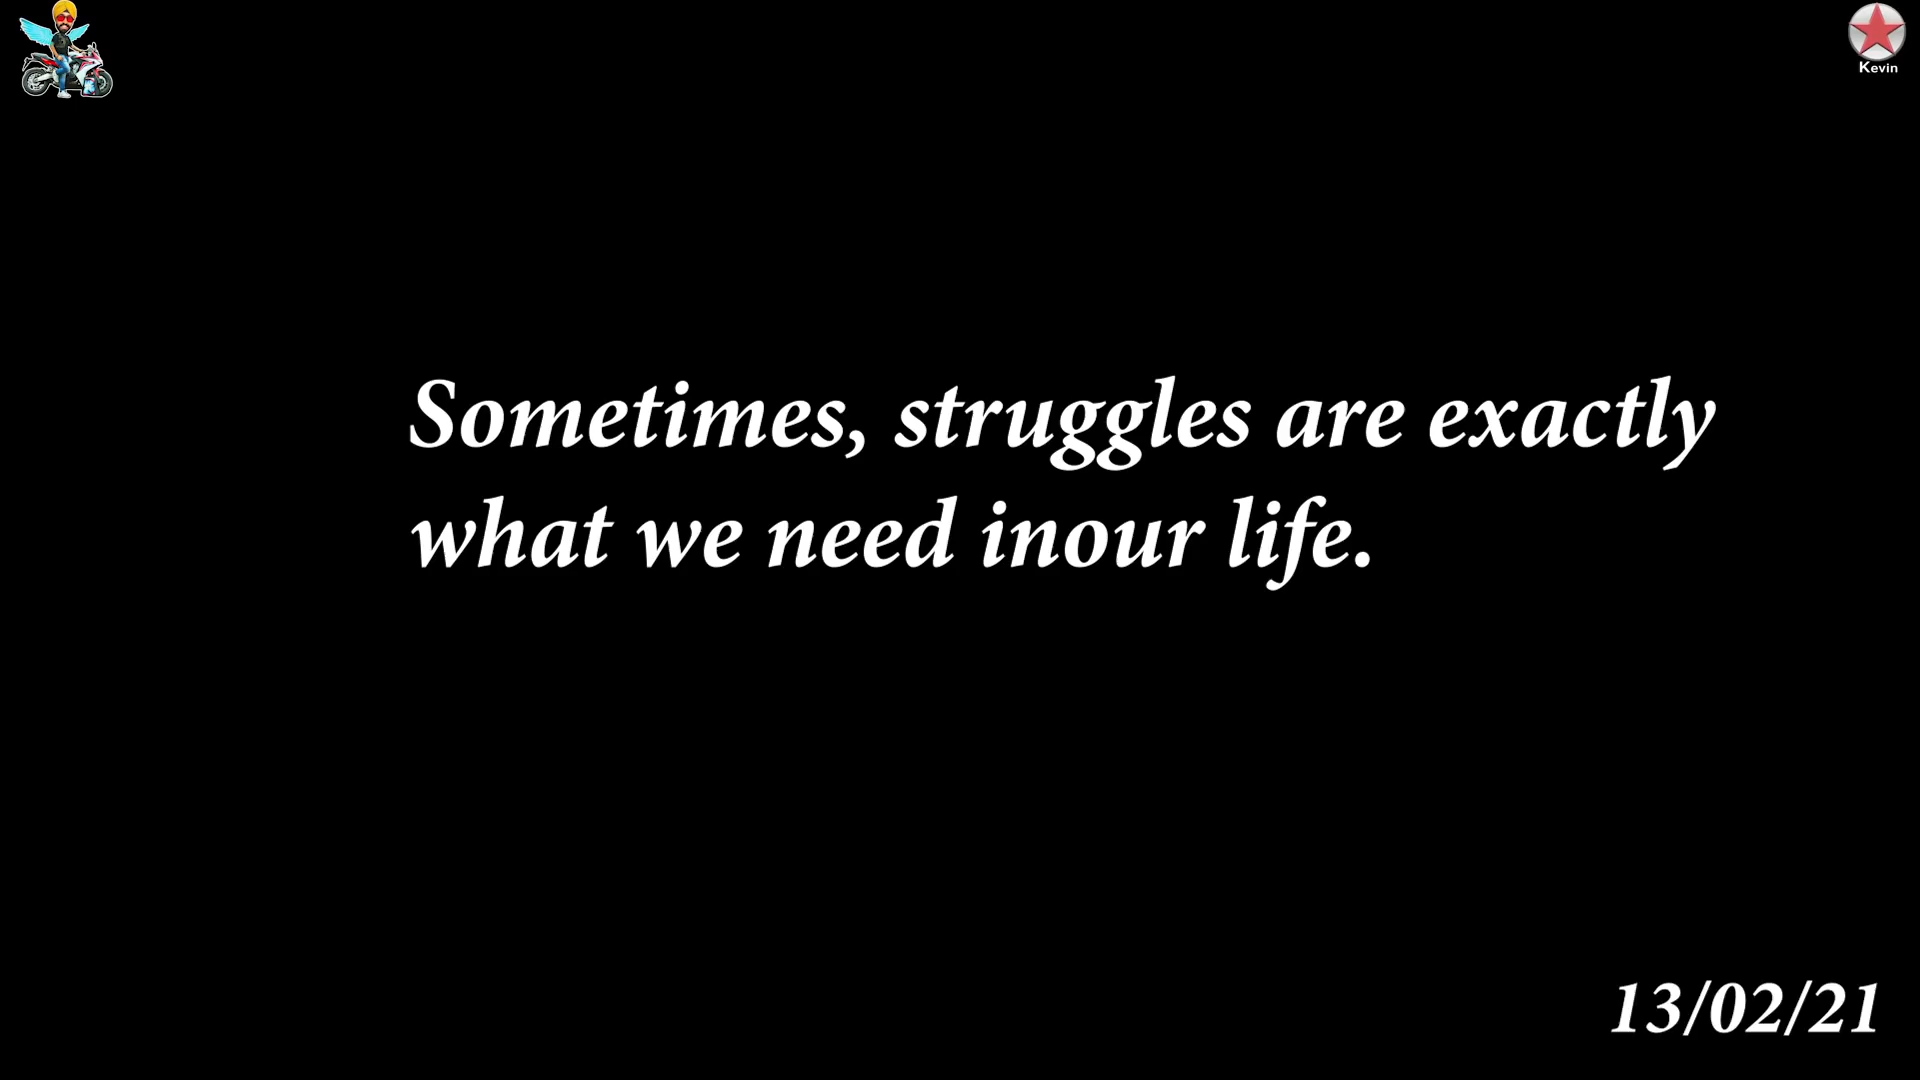 Kevin
Sometimes, struggles are exactly
what we need inour life.
13/02/21